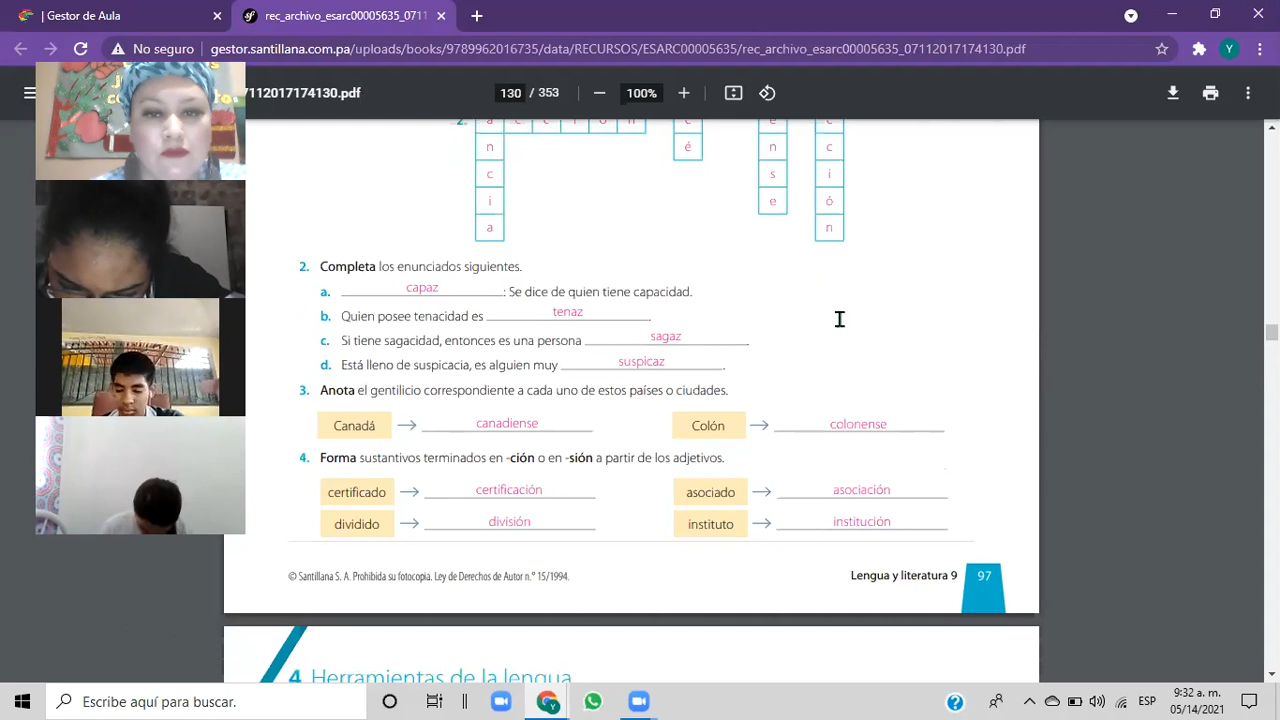 Gestor de Aula
rec_archivo_esarc00005635_0711
No seguro
gestor.santillana.com.pa/uploads/books/9789962016735/data/RECURSOS/ESARC00005635/rec_archivo_esarc00005635_07112017174130.pdf
07112017174130.pdf
130 / 353
100%
2. a c c i ó n
n
c
i
a
é
n
s
e
c
i
ó
n
2. Completa los enunciados siguientes.
a. capaz : Se dice de quien tiene capacidad.
b. Quien posee tenacidad es tenaz .
c. Si tiene sagacidad, entonces es una persona sagaz .
d. Está lleno de suspicacia, es alguien muy suspicaz .
3. Anota el gentilicio correspondiente a cada uno de estos países o ciudades.
Canadá → canadiense Colón → colonense
4. Forma sustantivos terminados en -ción o en -sión a partir de los adjetivos.
certificado → certificación asociado → asociación
dividido → división instituto → institución
© Santillana S. A. Prohibida su fotocopia. Ley de Derechos de Autor n.° 15/1994.
Lengua y literatura 9 97
4 Herramientas de la lengua
Escribe aquí para buscar.
ESP
9:32 a. m.
05/14/2021